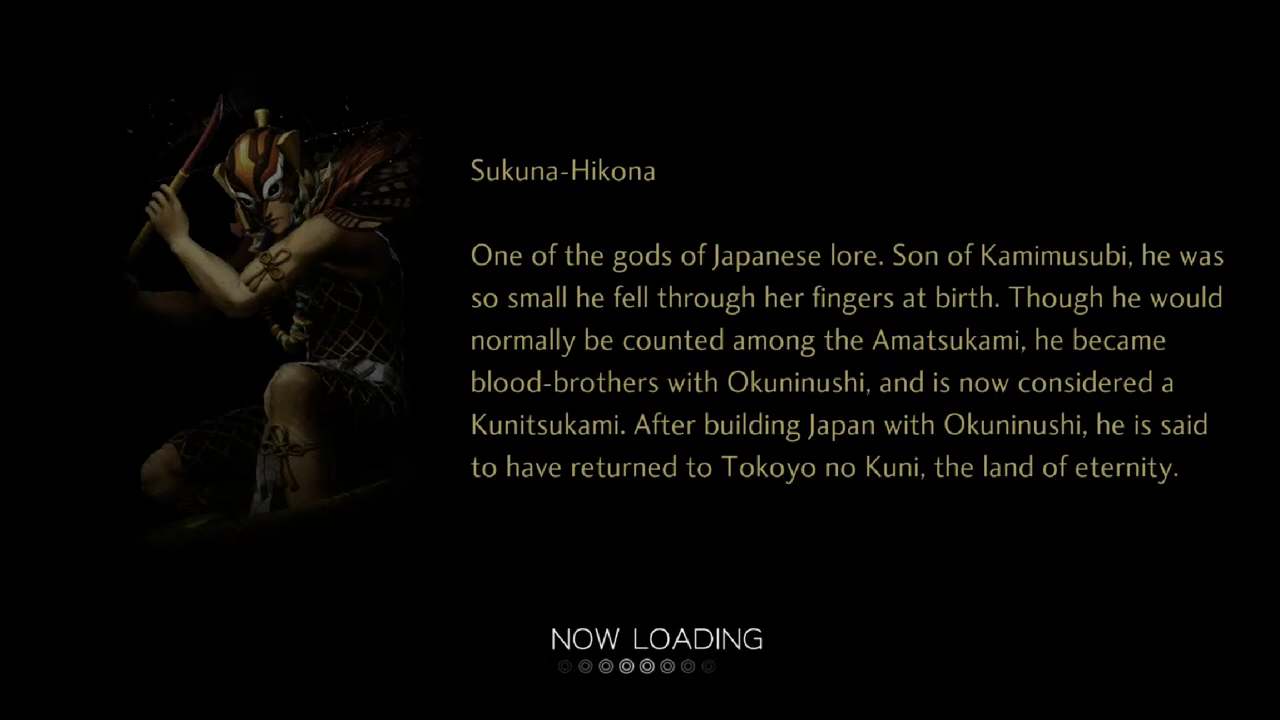 Sukuna-Hikona
One of the gods of Japanese lore. Son of Kamimusubi, he was
so small he fell through her fingers at birth. Though he would
normally be counted among the Amatsukami, he became
blood-brothers with Okuninushi, and is now considered a
Kunitsukami. After building Japan with Okuninushi, he is said
to have returned to Tokoyo no Kuni, the land of eternity.
NOW LOADING